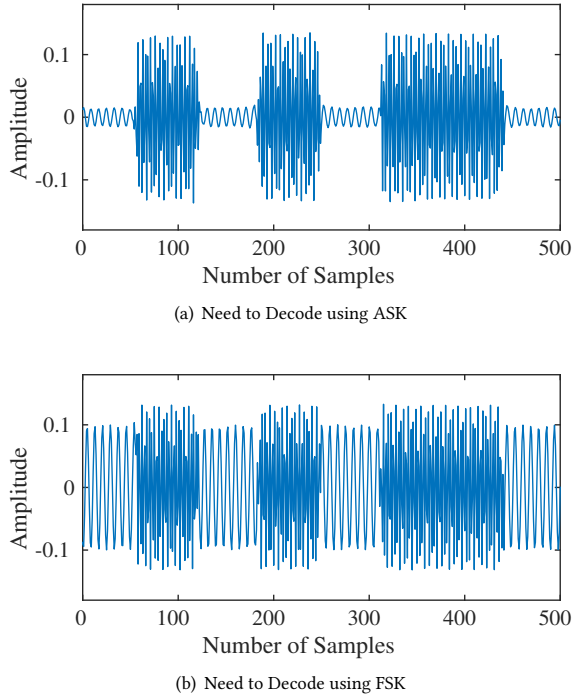 0.1
0
-0.1
Amplitude
0 100 200 300 400 500
Number of Samples
(a) Need to Decode using ASK
0.1
0
-0.1
Amplitude
0 100 200 300 400 500
Number of Samples
(b) Need to Decode using FSK